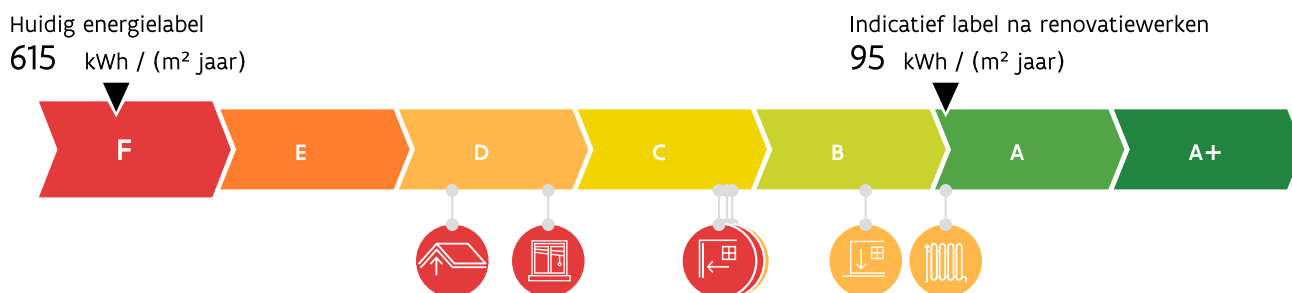 Huidig energielabel
615 kWh / (m² jaar)
Indicatief label na renovatiewerken
95 kWh / (m² jaar)
F E D C B A A+